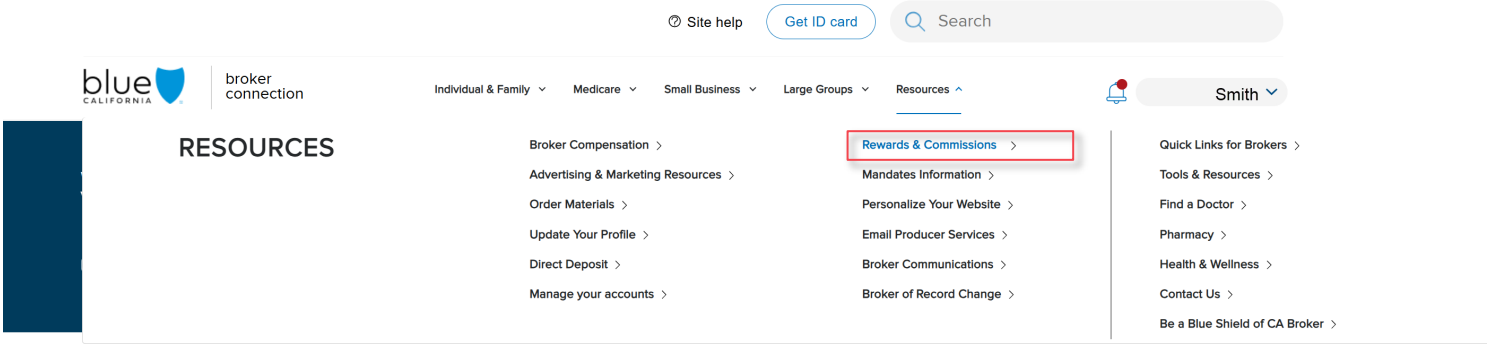 Site help
Get ID card
Search
blue
CALIFORNIA
broker
connection
Individual & Family
Medicare
Small Business
Large Groups
Resources
Smith
RESOURCES
Broker Compensation
Advertising & Marketing Resources
Order Materials
Update Your Profile
Direct Deposit
Manage your accounts
Rewards & Commissions
Mandates Information
Personalize Your Website
Email Producer Services
Broker Communications
Broker of Record Change
Quick Links for Brokers
Tools & Resources
Find a Doctor
Pharmacy
Health & Wellness
Contact Us
Be a Blue Shield of CA Broker